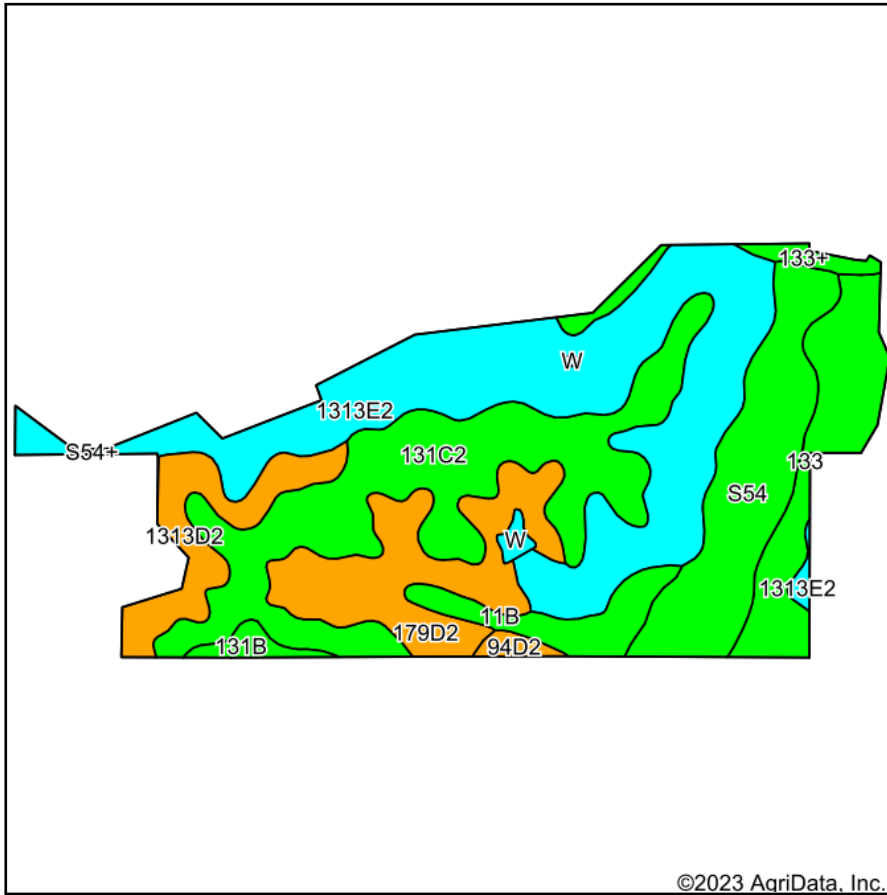 133+
W
1313E2
S54+
131C2
133
S54
1313D2
W
1313E2
11B
179D2
131B
94D2
©2023 AgriData, Inc.